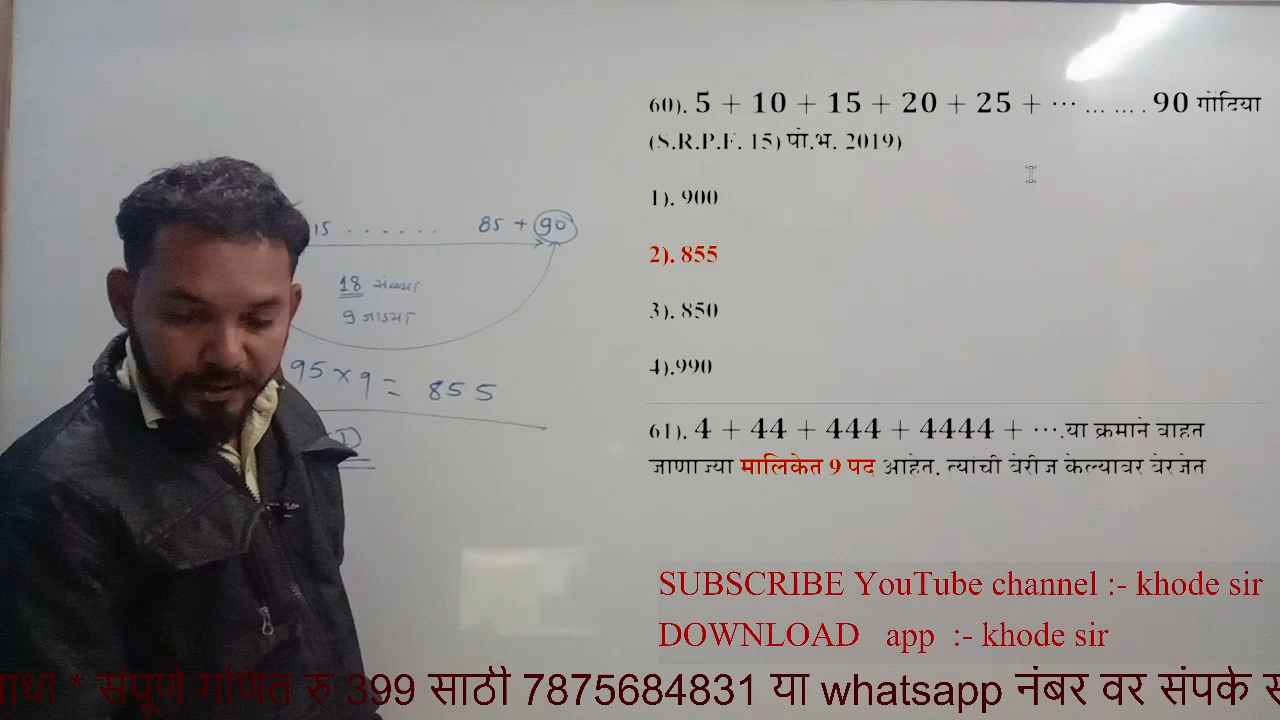 60). 5 + 10 + 15 + 20 + 25 + ⋯ … … . 90 गोंदिया
(S.R.P.F. 15) पो.भ. 2019)
1). 900
2). 855
3). 850
4).990
61). 4 + 44 + 444 + 4444 + ⋯.या क्रमाने वाढत
जाणाऱ्या मालिकेत 9 पद आहेत. त्यांची बेरीज केल्यावर बेरजेत
15 . . . . . . 85 + 90
18 संख्या
9 जोड्या
95 × 9 = 855
SUBSCRIBE YouTube channel :- khode sir
DOWNLOAD app :- khode sir
* संपूर्ण गणित रु 399 साठी 7875684831 या whatsapp नंबर वर संपर्क